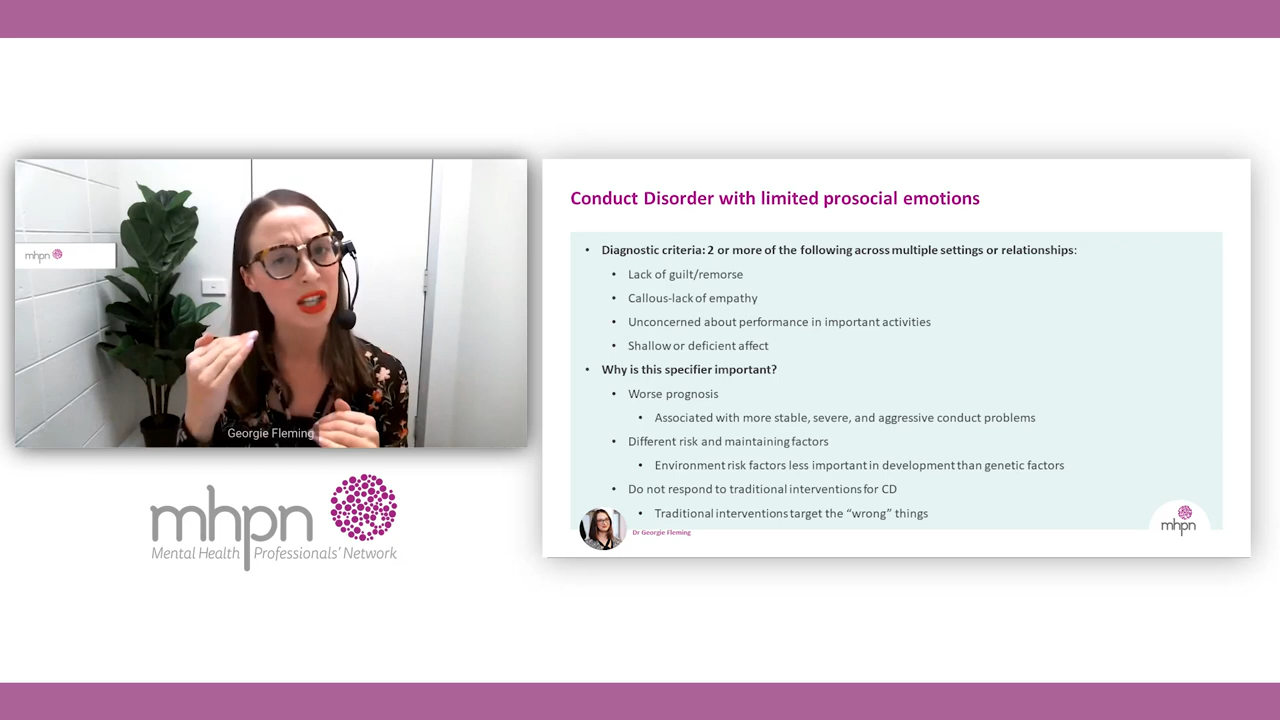 mhpn
Georgie Fleming
mhpn
Mental Health Professionals' Network
Conduct Disorder with limited prosocial emotions
• Diagnostic criteria: 2 or more of the following across multiple settings or relationships:
• Lack of guilt/remorse
• Callous-lack of empathy
• Unconcerned about performance in important activities
• Shallow or deficient affect
• Why is this specifier important?
• Worse prognosis
• Associated with more stable, severe, and aggressive conduct problems
• Different risk and maintaining factors
• Environment risk factors less important in development than genetic factors
• Do not respond to traditional interventions for CD
• Traditional interventions target the “wrong” things
Dr Georgie Fleming
mhpn